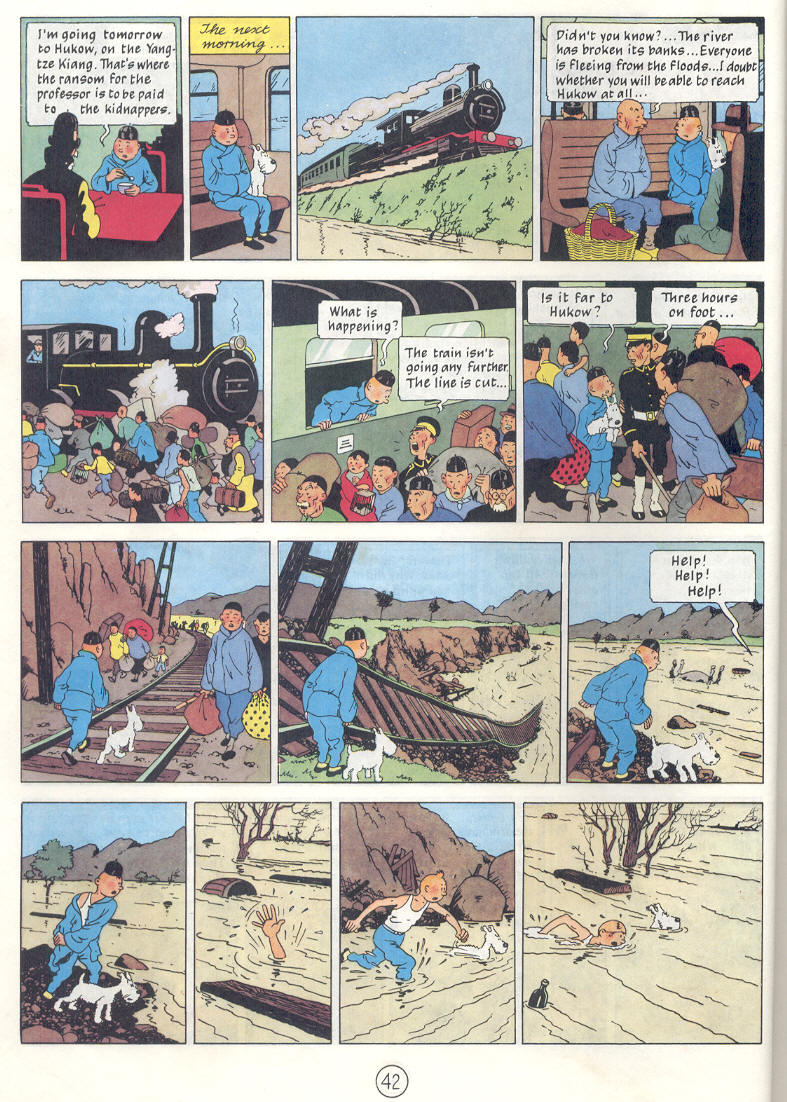 I'm going tomorrow
to Hukow, on the Yang-
tze Kiang. That's where
the ransom for the
professor is to be paid
to the kidnappers.
The next
morning...
Didn't you know?...The river
has broken its banks...Everyone
is fleeing from the floods...I doubt
whether you will be able to reach
Hukow at all...
What is
happening?
The train isn't
going any further.
The line is cut...
三
Is it far to
Hukow?
Three hours
on foot...
Help!
Help!
Help!
42